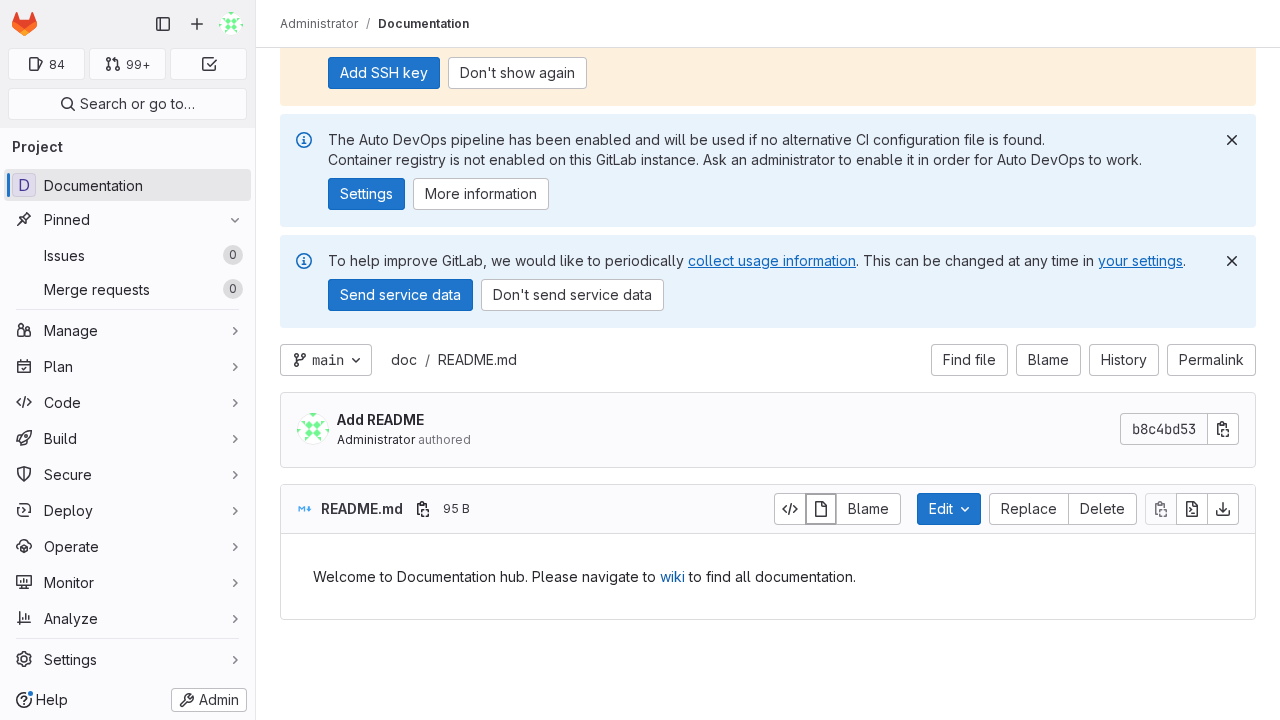 Administrator / Documentation
84
99+
Search or go to…
Project
D Documentation
Pinned
Issues 0
Merge requests 0
Manage
Plan
Code
Build
Secure
Deploy
Operate
Monitor
Analyze
Settings
Help
Admin
Add SSH key Don't show again
The Auto DevOps pipeline has been enabled and will be used if no alternative CI configuration file is found.
Container registry is not enabled on this GitLab instance. Ask an administrator to enable it in order for Auto DevOps to work.
Settings More information
To help improve GitLab, we would like to periodically collect usage information. This can be changed at any time in your settings.
Send service data Don't send service data
main doc / README.md Find file Blame History Permalink
Add README
Administrator authored
b8c4bd53
README.md 95 B Blame Edit Replace Delete
Welcome to Documentation hub. Please navigate to wiki to find all documentation.